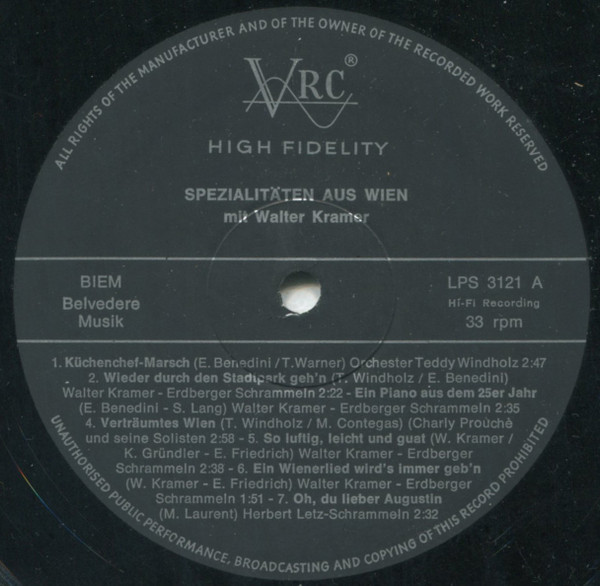 ALL RIGHTS OF THE MANUFACTURER AND OF THE OWNER OF THE RECORDED WORK RESERVED
VRC®
HIGH FIDELITY
SPEZIALITÄTEN AUS WIEN
mit Walter Kramer
BIEM
Belvedere
Musik
LPS 3121 A
Hi-Fi Recording
33 rpm
1. Küchenchef-Marsch (E. Benedini / T. Warner) Orchester Teddy Windholz 2:47
2. Wieder durch den Stadtpark geh'n (T. Windholz / E. Benedini)
Walter Kramer - Erdberger Schrammeln 2:22 - Ein Piano aus dem 25er Jahr
(E. Benedini - S. Lang) Walter Kramer - Erdberger Schrammeln 2:35
4. Verträumtes Wien (T. Windholz / M. Contegas) (Charly Prouchè
und seine Solisten 2:58 - 5. So luftig, leicht und guat (W. Kramer /
K. Gründler - E. Friedrich) Walter Kramer - Erdberger
Schrammeln 2:38 - 6. Ein Wienerlied wird's immer geb'n
(W. Kramer - E. Friedrich) Walter Kramer - Erdberger
Schrammeln 1:51 - 7. Oh, du lieber Augustin
(M. Laurent) Herbert Letz-Schrammeln 2:32
UNAUTHORISED PUBLIC PERFORMANCE, BROADCASTING AND COPYING OF THIS RECORD PROHIBITED